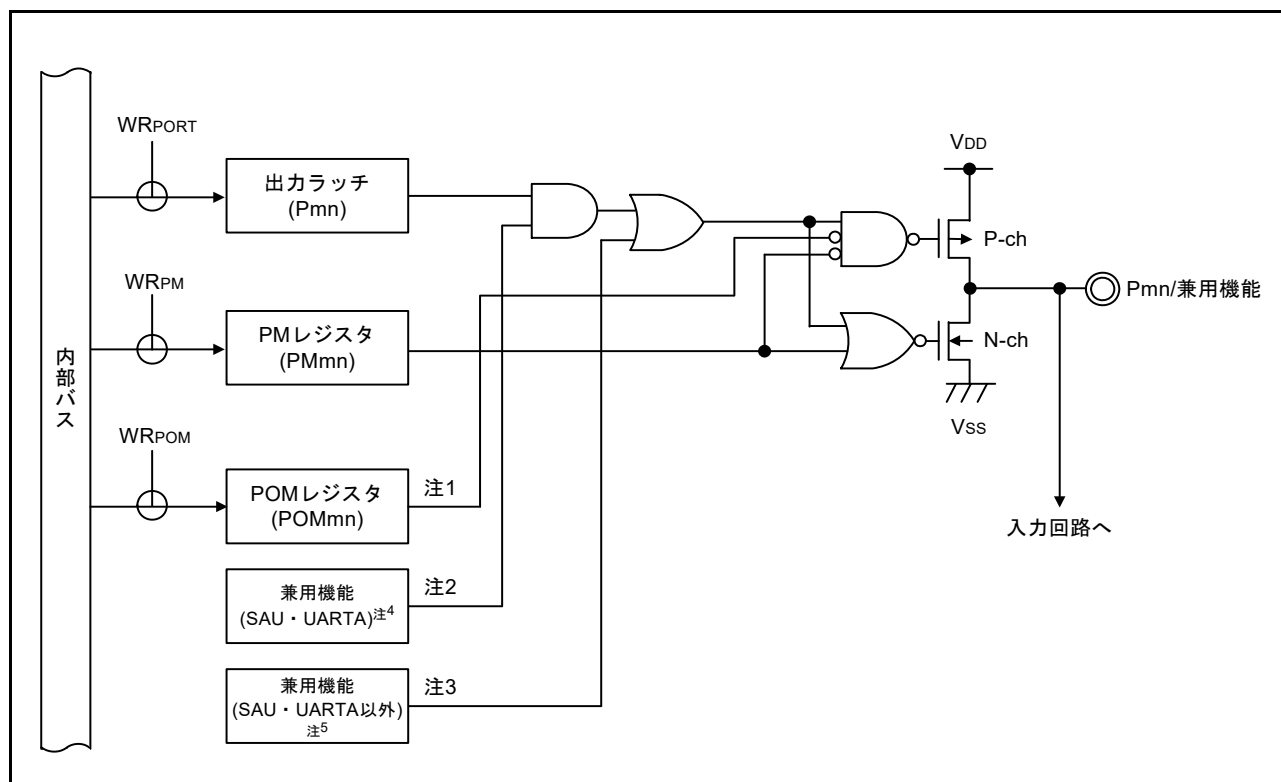 内部バス
WRPORT
出力ラッチ
(Pmn)
WRPM
PMレジスタ
(PMmn)
WRPOM
POMレジスタ
(POMmn)
注1
兼用機能
(SAU・UARTA)注4
注2
兼用機能
(SAU・UARTA以外)
注5
注3
VDD
P-ch
Pmn/兼用機能
N-ch
VSS
入力回路へ